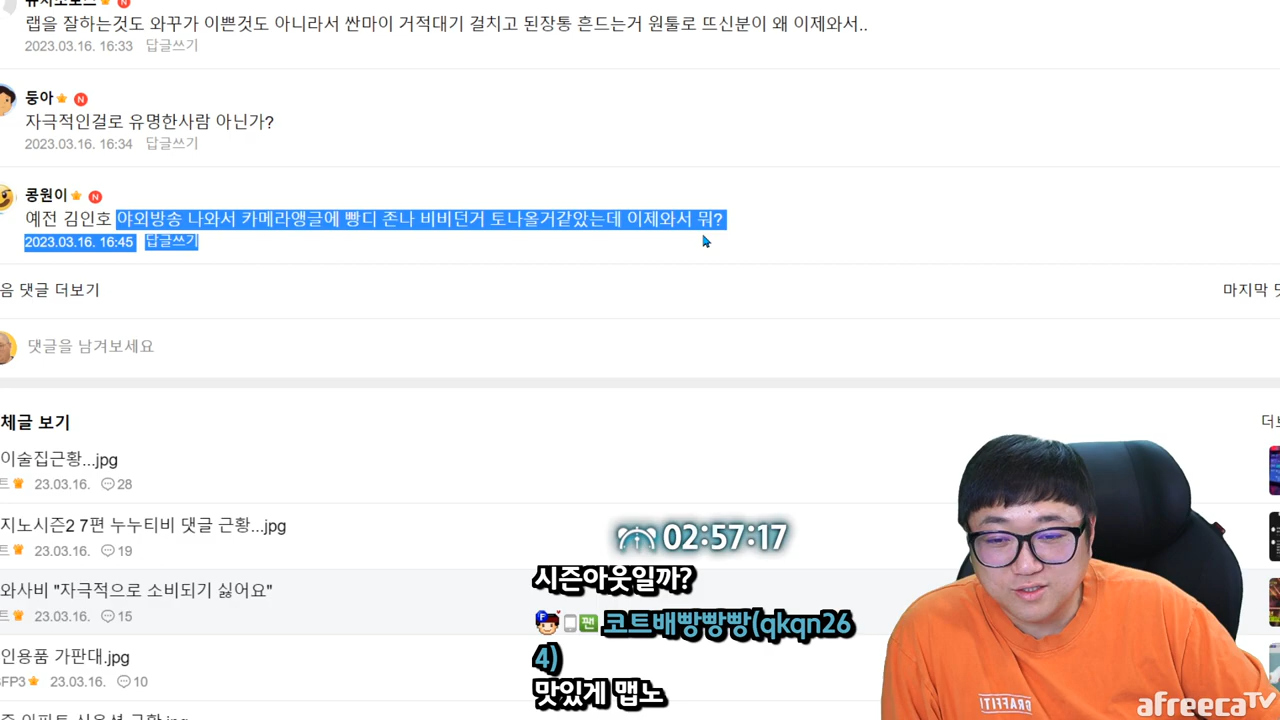 랩을 잘하는것도 와꾸가 이쁜것도 아니라서 싼마이 거적대기 걸치고 된장통 흔드는거 원툴로 뜨신분이 왜 이제와서..
2023.03.16. 16:33 답글쓰기
둥아 N
자극적인걸로 유명한사람 아닌가?
2023.03.16. 16:34 답글쓰기
콩원이 N
예전 김인호 야외방송 나와서 카메라앵글에 빵디 존나 비비던거 토나올거같았는데 이제와서 뭐?
2023.03.16. 16:45 답글쓰기
음 댓글 더보기
마지막
댓글을 남겨보세요
체글 보기
더보
이술집근황...jpg
트 23.03.16. 28
지노시즌2 7편 누누티비 댓글 근황...jpg
트 23.03.16. 19
와사비 "자극적으로 소비되기 싫어요"
트 23.03.16. 15
인용품 가판대.jpg
FP3 23.03.16. 10
02:57:17
시즌아웃일까?
F 팬 코트배빵빵빵(qkqn26
4)
맛있게 맵노
GRAFFITI
afreecaTV